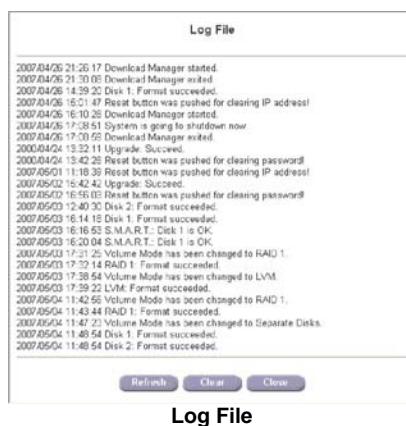 Log File
2007/04/26 21:26:17 Download Manager started.
2007/04/26 21:30:08 Download Manager exited.
2007/04/26 14:39:20 Disk 1: Format succeeded.
2007/04/26 15:01:47 Reset button was pushed for clearing IP address!
2007/04/26 16:10:26 Download Manager started.
2007/04/26 17:08:51 System is going to shutdown now.
2007/04/26 17:00:59 Download Manager exited.
2000/04/24 13:32:11 Upgrade: Succeed.
2000/04/24 13:42:26 Reset button was pushed for clearing password!
2007/05/01 11:18:39 Reset button was pushed for clearing IP address!
2007/05/02 15:42:42 Upgrade: Succeed.
2007/05/02 16:56:03 Reset button was pushed for clearing password!
2007/05/03 12:40:30 Disk 2: Format succeeded.
2007/05/03 16:14:18 Disk 1: Format succeeded.
2007/05/03 16:16:53 S.M.A.R.T.: Disk 1 is OK.
2007/05/03 16:20:04 S.M.A.R.T.: Disk 1 is OK.
2007/05/03 17:31:25 Volume Mode has been changed to RAID 1.
2007/05/03 17:32:14 RAID 1: Format succeeded.
2007/05/03 17:38:54 Volume Mode has been changed to LVM.
2007/05/03 17:39:22 LVM: Format succeeded.
2007/05/04 11:42:56 Volume Mode has been changed to RAID 1.
2007/05/04 11:43:44 RAID 1: Format succeeded.
2007/05/04 11:47:23 Volume Mode has been changed to Separate Disks.
2007/05/04 11:48:54 Disk 1: Format succeeded.
2007/05/04 11:48:54 Disk 2: Format succeeded.
Refresh Clear Close
Log File